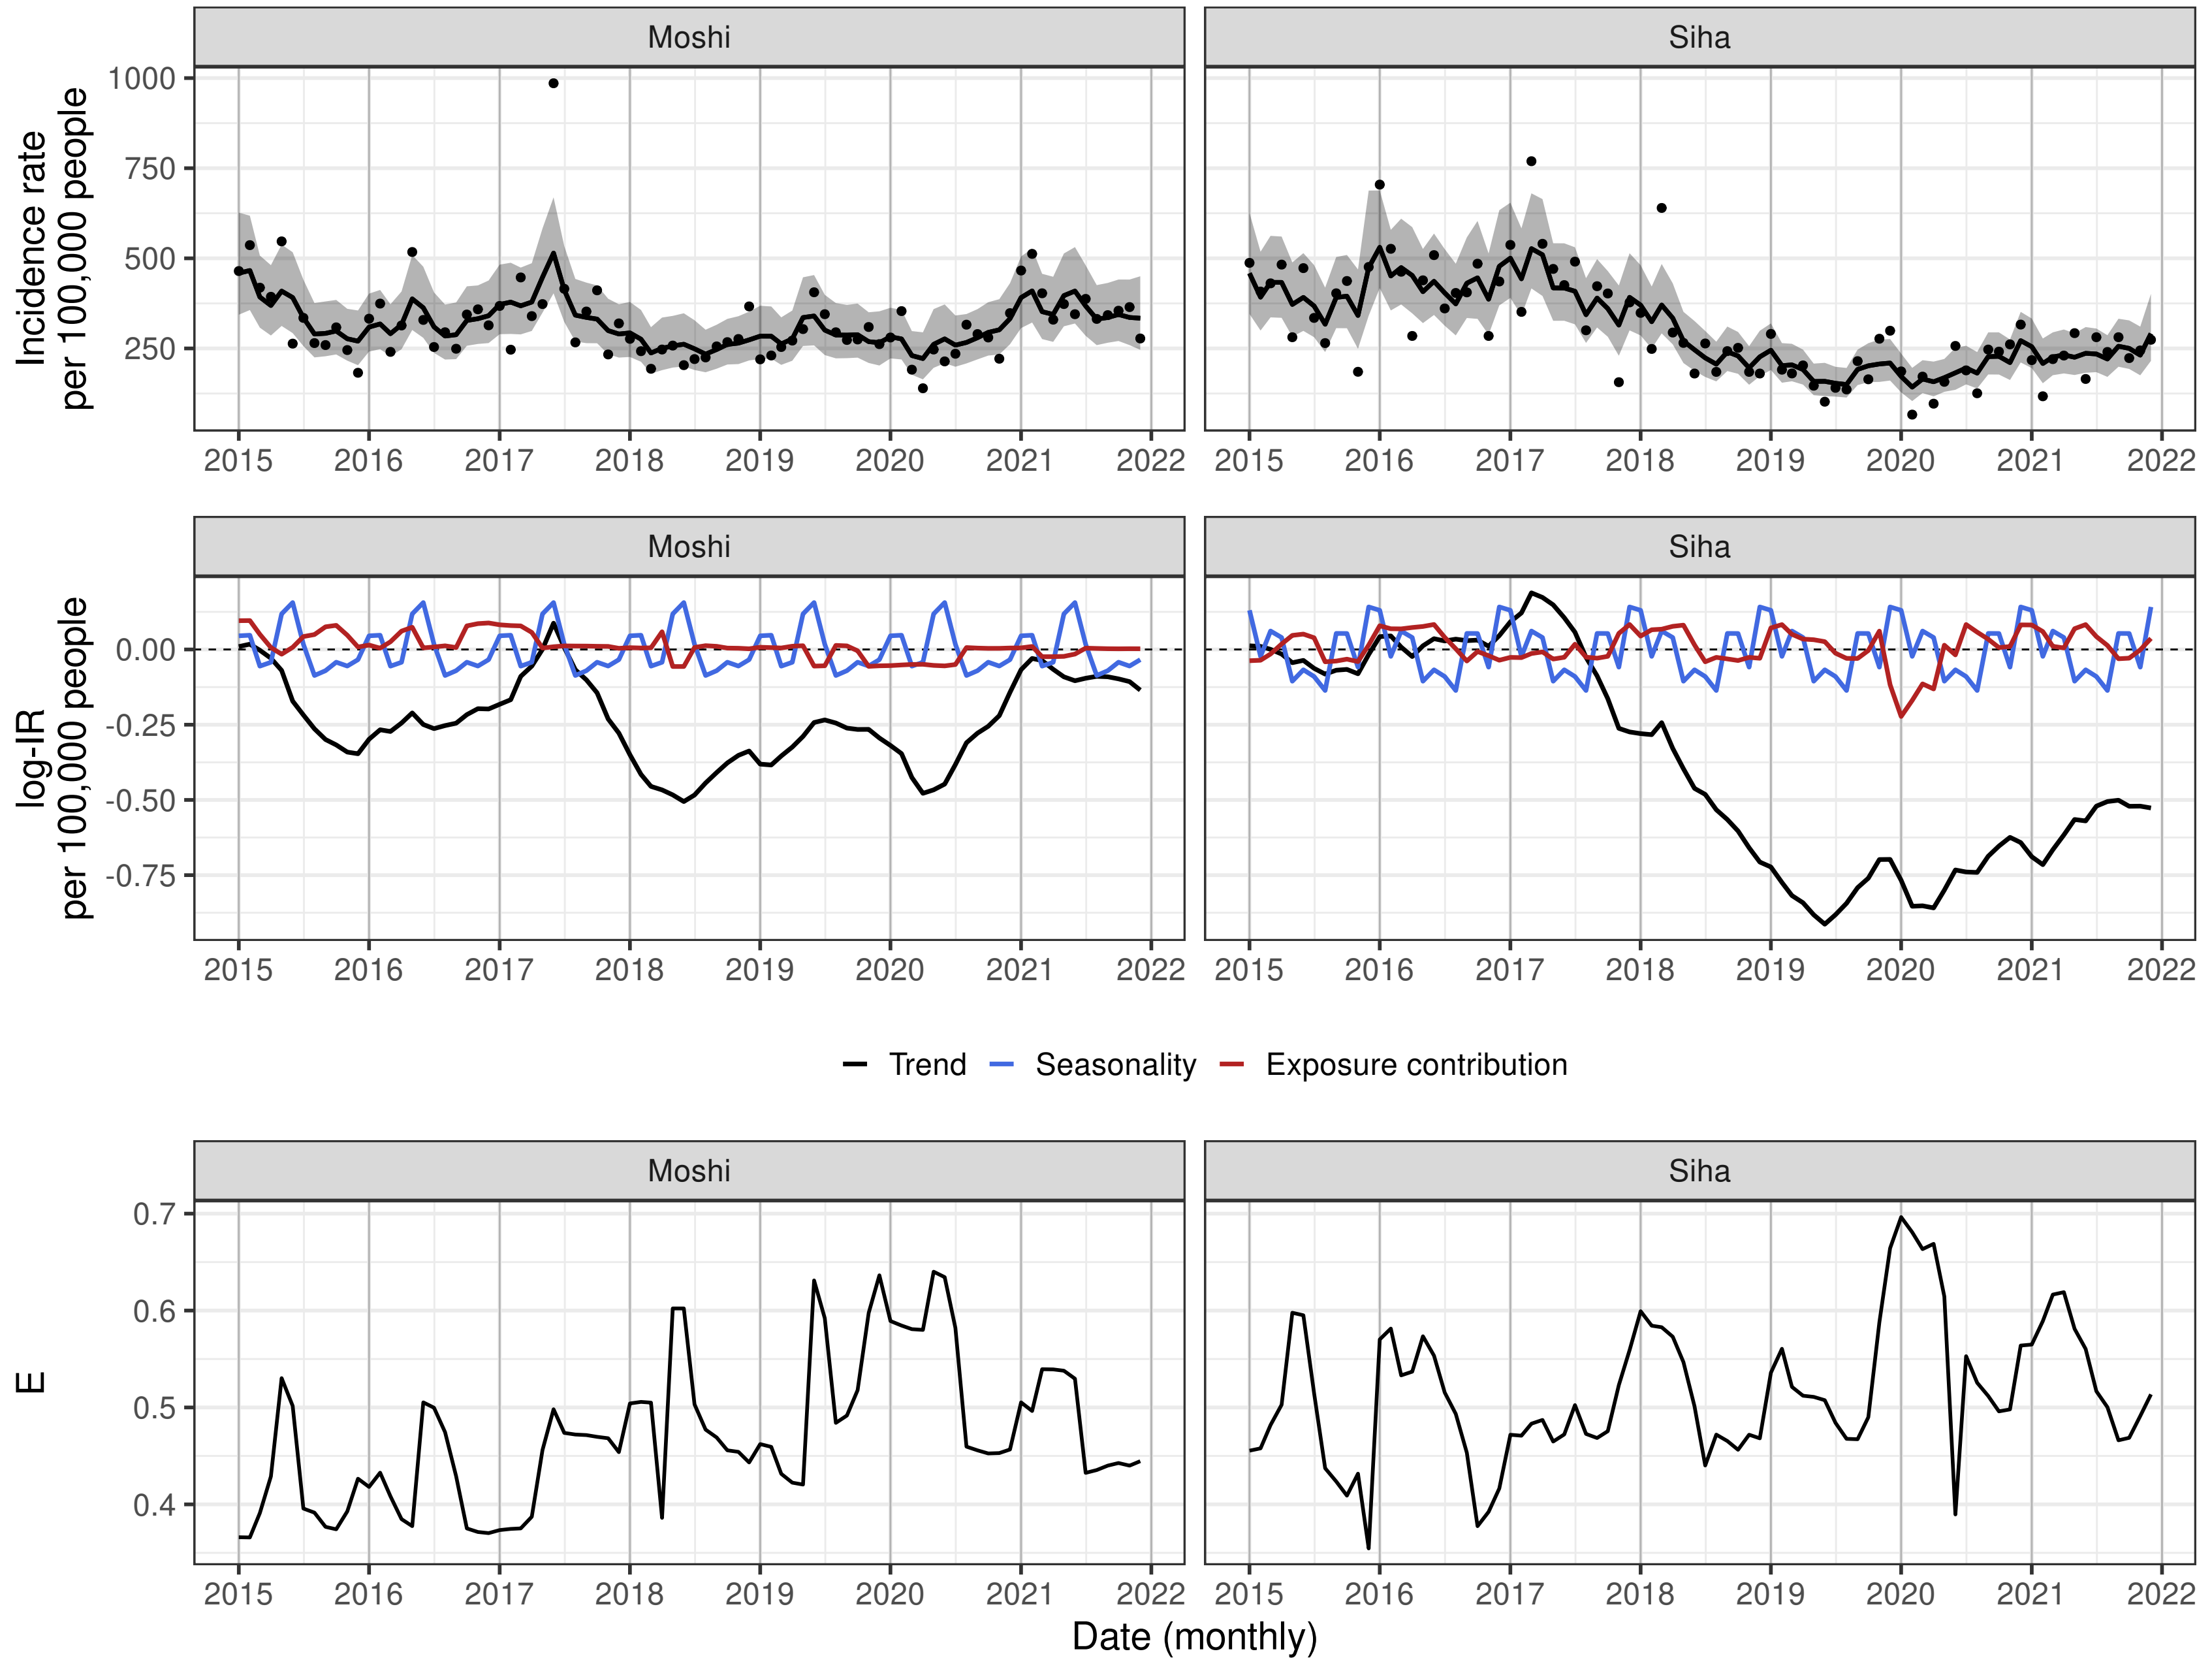 Moshi
Siha
Incidence rate
per 100,000 people
1000
750
500
250
2015 2016 2017 2018 2019 2020 2021 2022
2015 2016 2017 2018 2019 2020 2021 2022
Moshi
Siha
log-IR
per 100,000 people
0.00
-0.25
-0.50
-0.75
2015 2016 2017 2018 2019 2020 2021 2022
2015 2016 2017 2018 2019 2020 2021 2022
Trend Seasonality Exposure contribution
Moshi
Siha
E
0.7
0.6
0.5
0.4
2015 2016 2017 2018 2019 2020 2021 2022
2015 2016 2017 2018 2019 2020 2021 2022
Date (monthly)